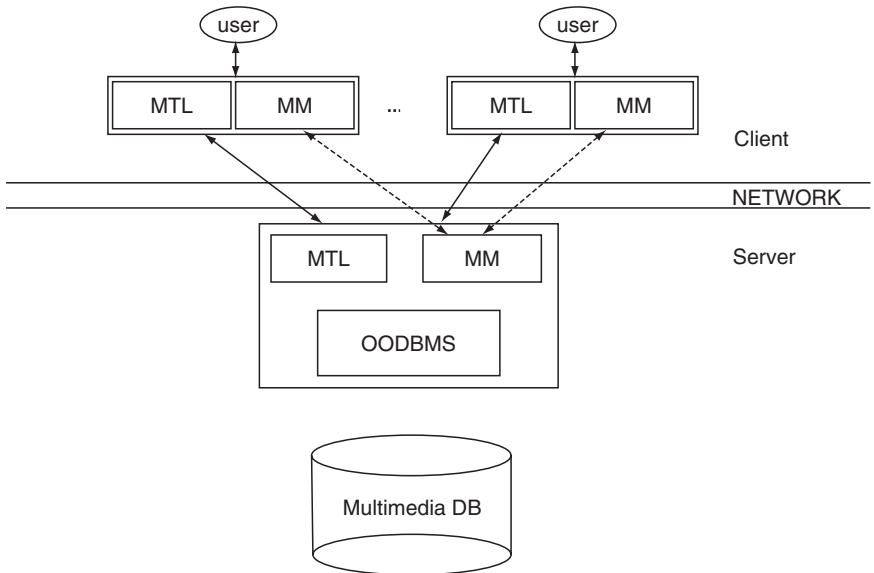 user
user
MTL
MM
...
MTL
MM
Client
NETWORK
MTL
MM
Server
OODBMS
Multimedia DB